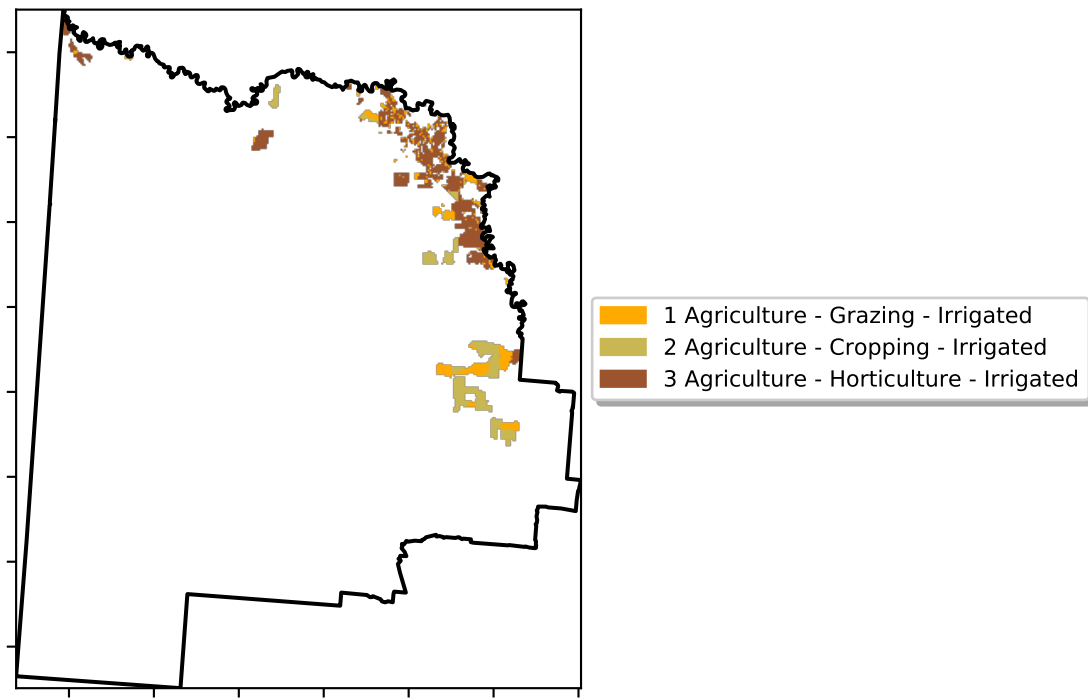 1 Agriculture - Grazing - Irrigated
2 Agriculture - Cropping - Irrigated
3 Agriculture - Horticulture - Irrigated